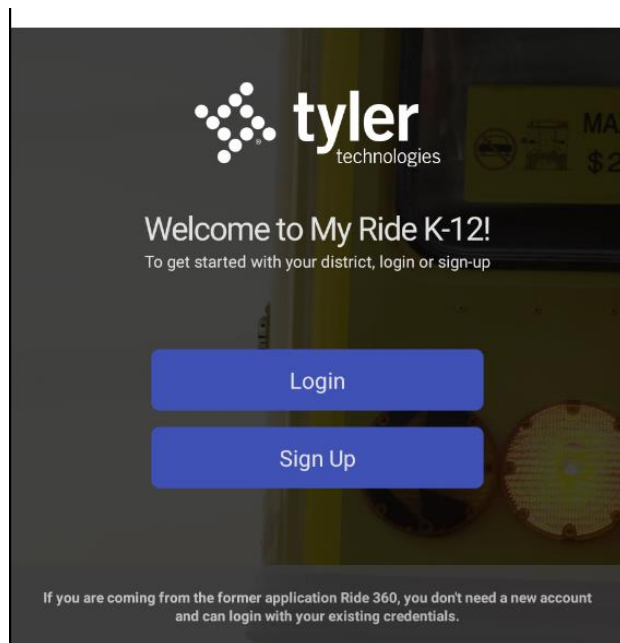 tyler
technologies
MA
$2
Welcome to My Ride K-12!
To get started with your district, login or sign-up
Login
Sign Up
If you are coming from the former application Ride 360, you don't need a new account
and can login with your existing credentials.